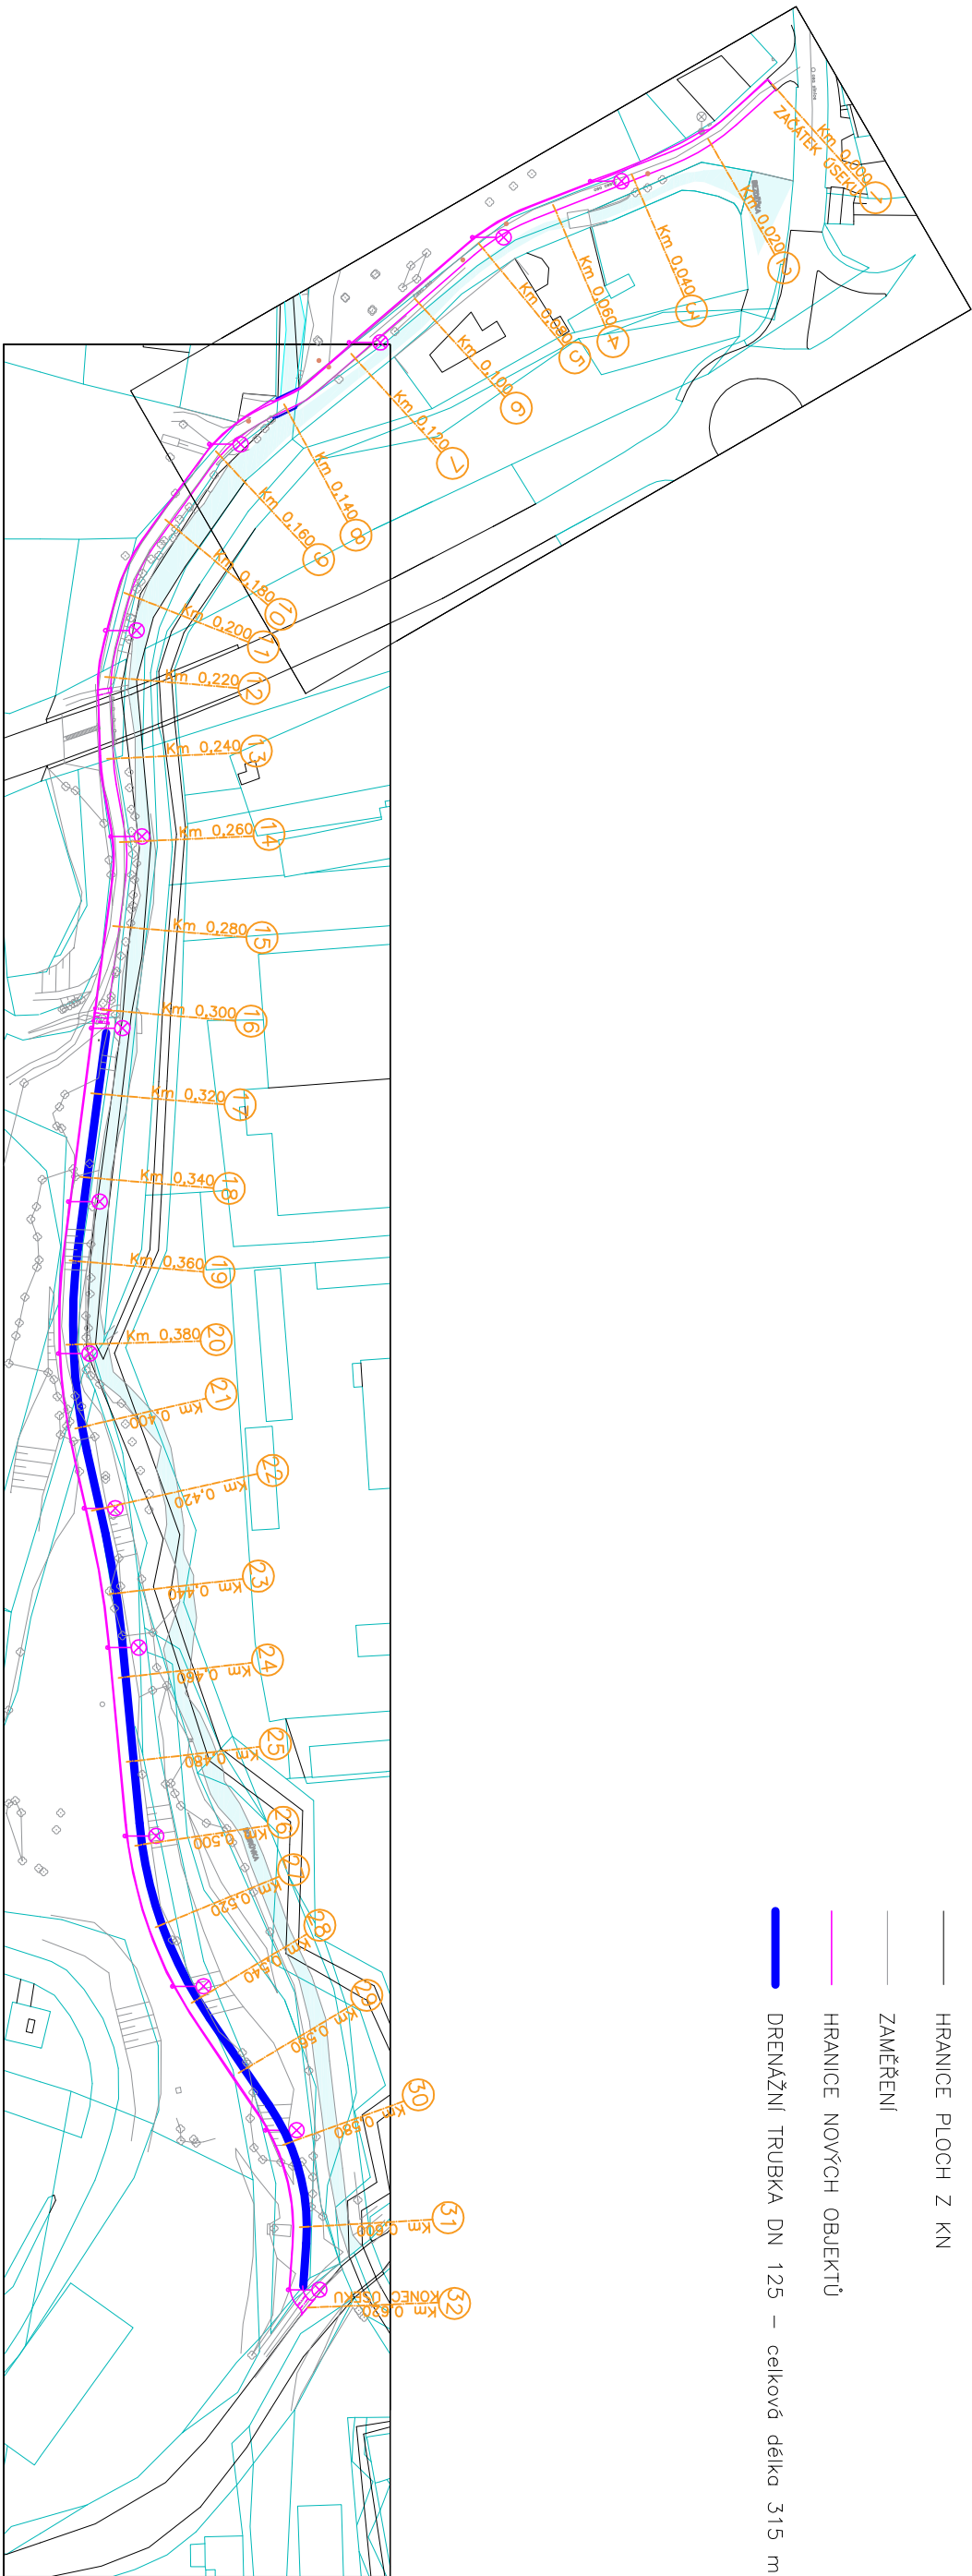 Km 0,000
ZAČÁTEK ÚSEKU
1
Km 0,020
2
Km 0,040
3
Km 0,060
4
Km 0,080
5
Km 0,100
6
Km 0,120
7
Km 0,140
8
Km 0,160
9
Km 0,180
10
Km 0,200
11
Km 0,220
12
Km 0,240
13
Km 0,260
14
Km 0,280
15
Km 0,300
16
Km 0,320
17
Km 0,340
18
Km 0,360
19
Km 0,380
20
Km 0,400
21
Km 0,420
22
Km 0,440
23
Km 0,460
24
Km 0,480
25
Km 0,500
26
Km 0,520
27
Km 0,540
28
Km 0,560
29
Km 0,580
30
Km 0,600
31
Km 0,620
KONEC ÚSEKU
32
HRANICE PLOCH Z KN
ZAMĚŘENÍ
HRANICE NOVÝCH OBJEKTŮ
DRENÁŽNÍ TRUBKA DN 125 – celková délka 315 m